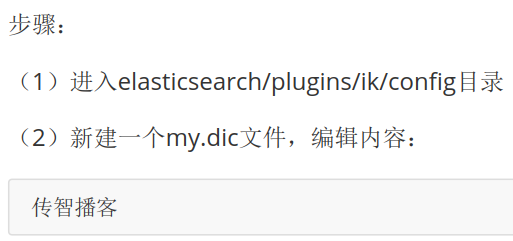 步骤：
（1）进入elasticsearch/plugins/ik/config目录
（2）新建一个my.dic文件，编辑内容：
传智播客